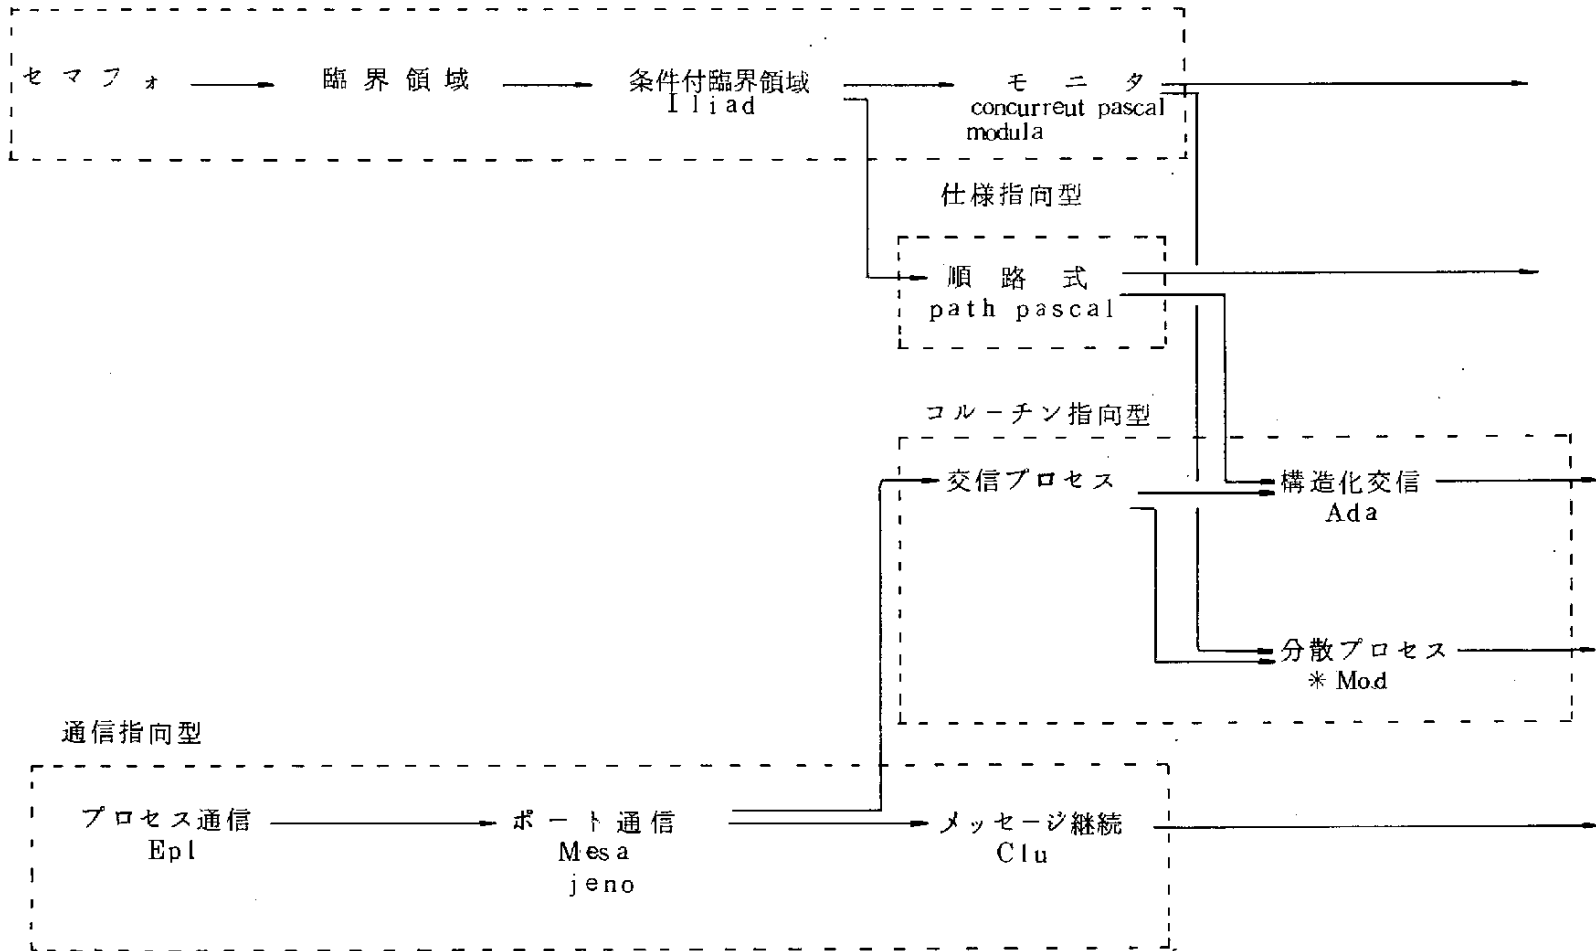 セマフォ
臨界領域
条件付臨界領域
Iliad
モニタ
concurrent pascal
modula
仕様指向型
順路式
path pascal
コルーチン指向型
交信プロセス
構造化交信
Ada
分散プロセス
* Mod
通信指向型
プロセス通信
Epl
ポート通信
Mesa
jeno
メッセージ継続
Clu